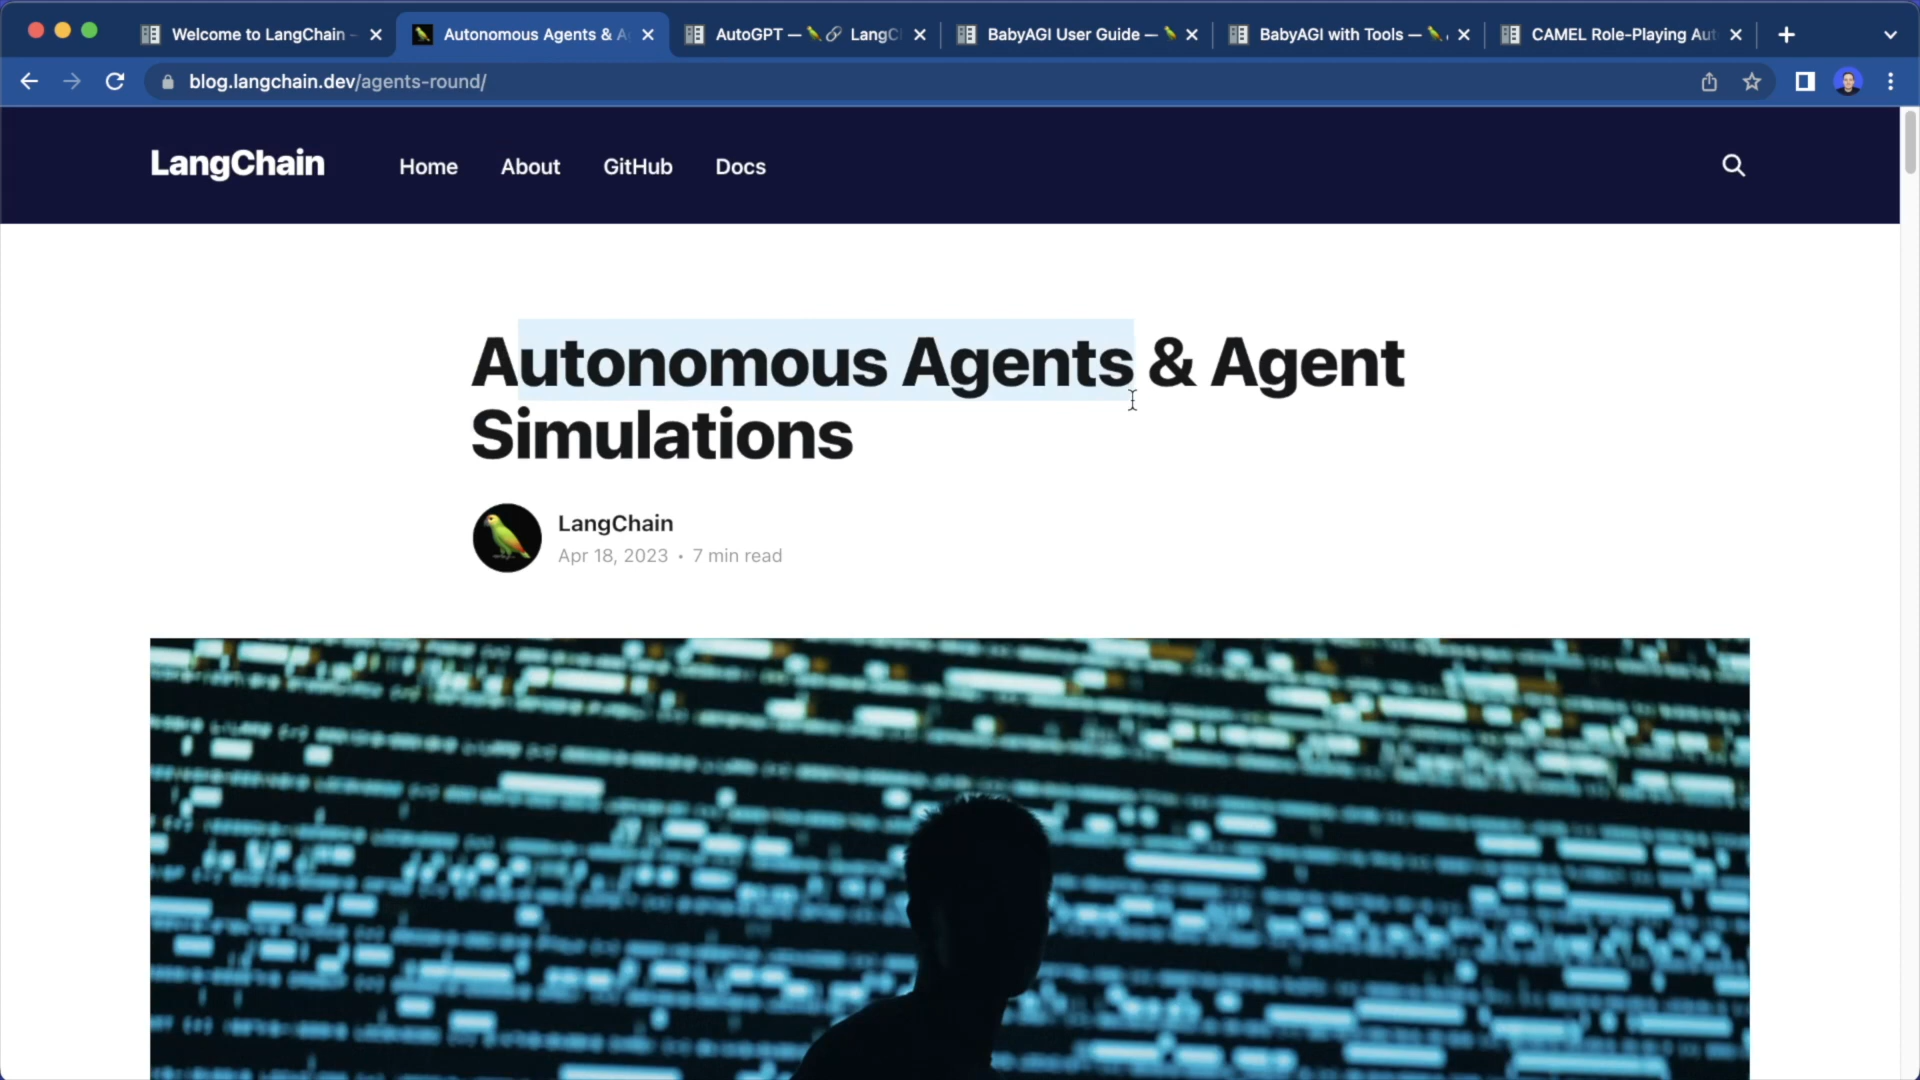 Welcome to LangChain
Autonomous Agents & A
AutoGPT — LangC
BabyAGI User Guide —
BabyAGI with Tools —
CAMEL Role-Playing Aut
blog.langchain.dev/agents-round/
LangChain
Home
About
GitHub
Docs
Autonomous Agents & Agent
Simulations
LangChain
Apr 18, 2023 • 7 min read